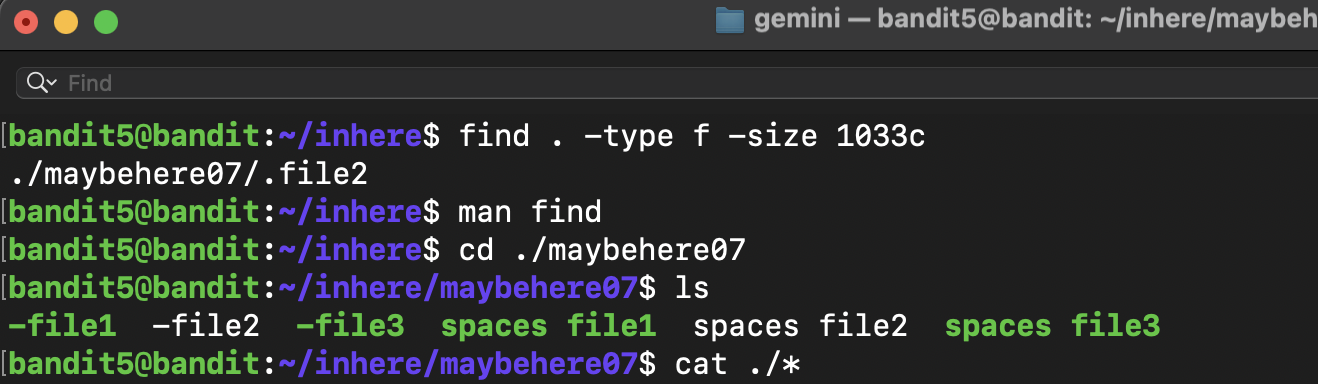 gemini — bandit5@bandit: ~/inhere/maybeh
Find
[bandit5@bandit:~/inhere$ find . -type f -size 1033c
./maybehere07/.file2
[bandit5@bandit:~/inhere$ man find
[bandit5@bandit:~/inhere$ cd ./maybehere07
[bandit5@bandit:~/inhere/maybehere07$ ls
-file1  -file2  -file3  spaces file1  spaces file2  spaces file3
[bandit5@bandit:~/inhere/maybehere07$ cat ./*